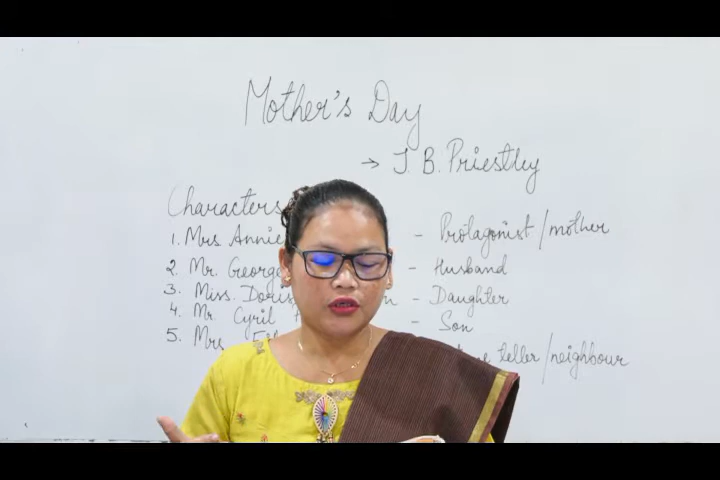 Mother's Day
→ J. B. Priestley
Characters
1. Mrs Annie - Protagonist/mother
2. Mr. George - Husband
3. Miss. Doris - Daughter
4. Mr. Cyril - Son
5. Mrs teller/neighbour